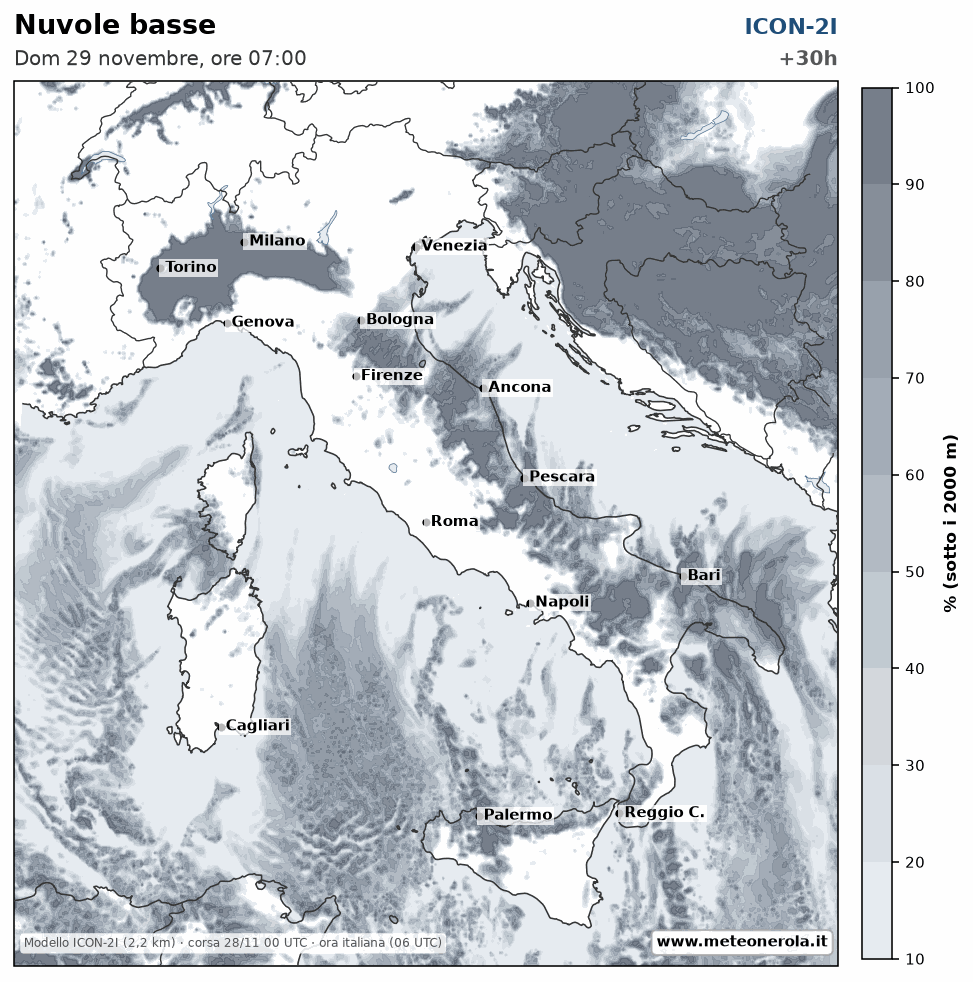 Nuvole basse
ICON-2I
Dom 29 novembre, ore 07:00
+30h
100
90
80
70
60
50
40
30
20
10
% (sotto i 2000 m)
Milano
Venezia
Torino
Genova
Bologna
Firenze
Ancona
Pescara
Roma
Bari
Napoli
Cagliari
Palermo
Reggio C.
Modello ICON-2I (2,2 km) · corsa 28/11 00 UTC · ora italiana (06 UTC)
www.meteonerola.it